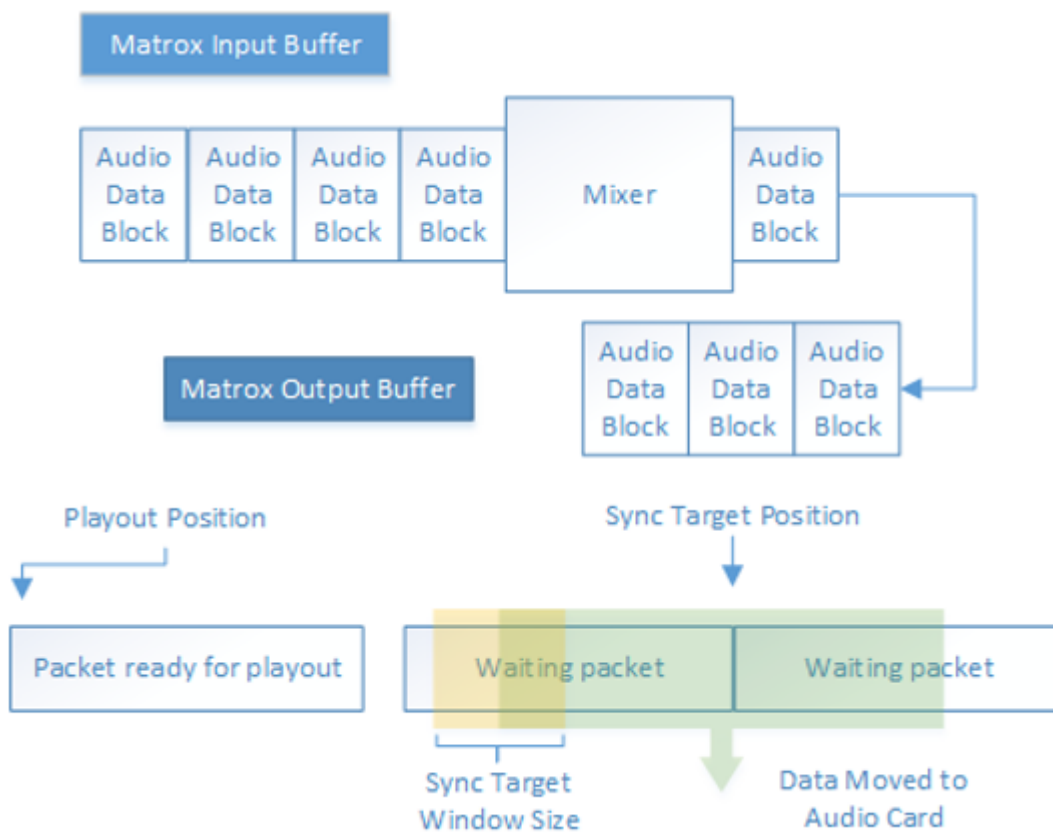 Matrox Input Buffer
Audio
Data
Block
Audio
Data
Block
Audio
Data
Block
Audio
Data
Block
Mixer
Audio
Data
Block
Matrox Output Buffer
Audio
Data
Block
Audio
Data
Block
Audio
Data
Block
Playout Position
Sync Target Position
Packet ready for playout
Waiting packet
Waiting packet
Sync Target
Window Size
Data Moved to
Audio Card